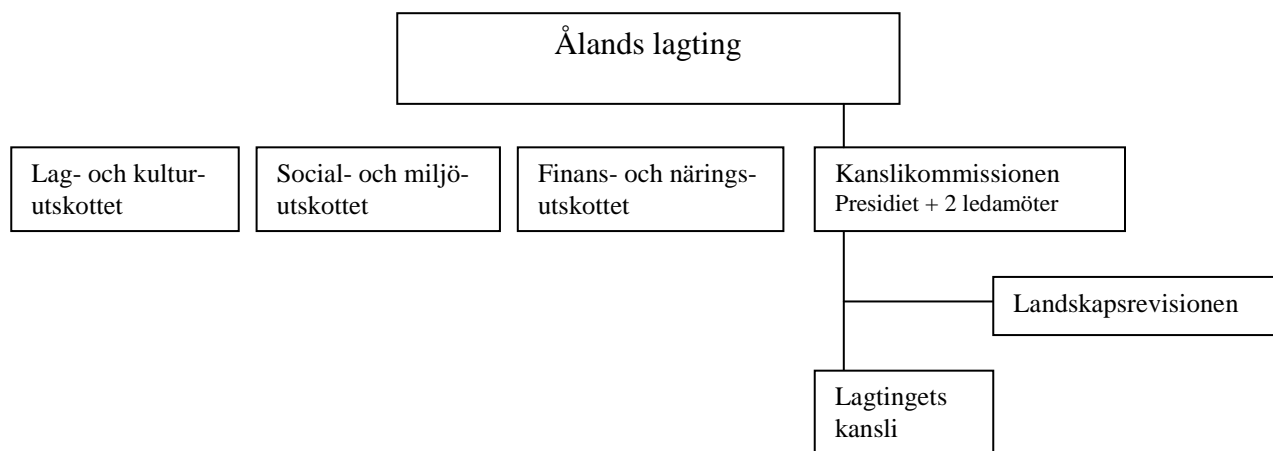 Ålands lagting
Lag- och kultur-
utskottet
Social- och miljö-
utskottet
Finans- och närings-
utskottet
Kanslikommissionen
Presidiet + 2 ledamöter
Landskapsrevisionen
Lagtingets
kansli